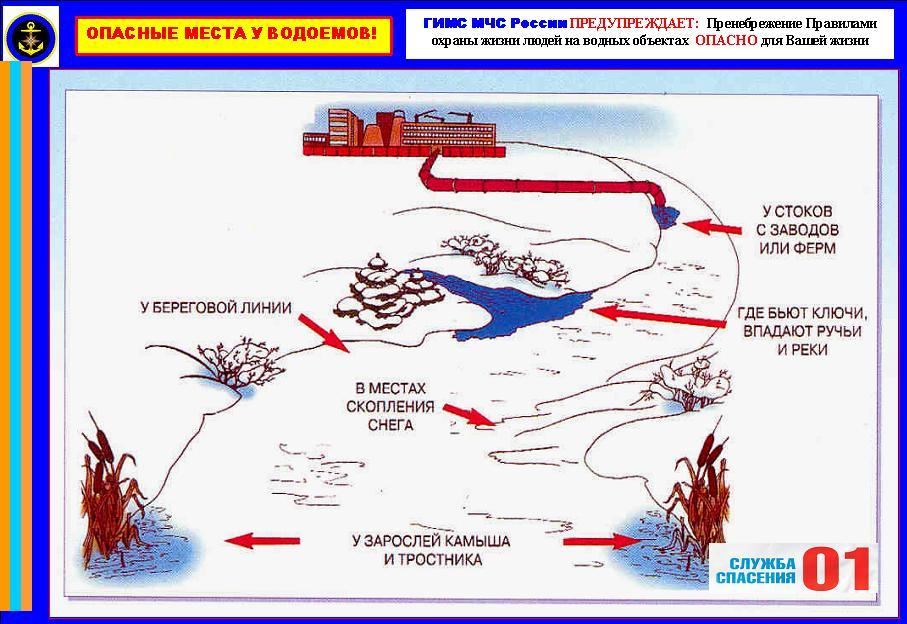 ОПАСНЫЕ МЕСТА У ВОДОЕМОВ!
ГИМС МЧС России ПРЕДУПРЕЖДАЕТ: Пренебрежение Правилами
охраны жизни людей на водных объектах ОПАСНО для Вашей жизни
У СТОКОВ
С ЗАВОДОВ
ИЛИ ФЕРМ
У БЕРЕГОВОЙ ЛИНИИ
ГДЕ БЬЮТ КЛЮЧИ,
ВПАДАЮТ РУЧЬИ
И РЕКИ
В МЕСТАХ
СКОПЛЕНИЯ
СНЕГА
У ЗАРОСЛЕЙ КАМЫША
И ТРОСТНИКА
СЛУЖБА
СПАСЕНИЯ 01